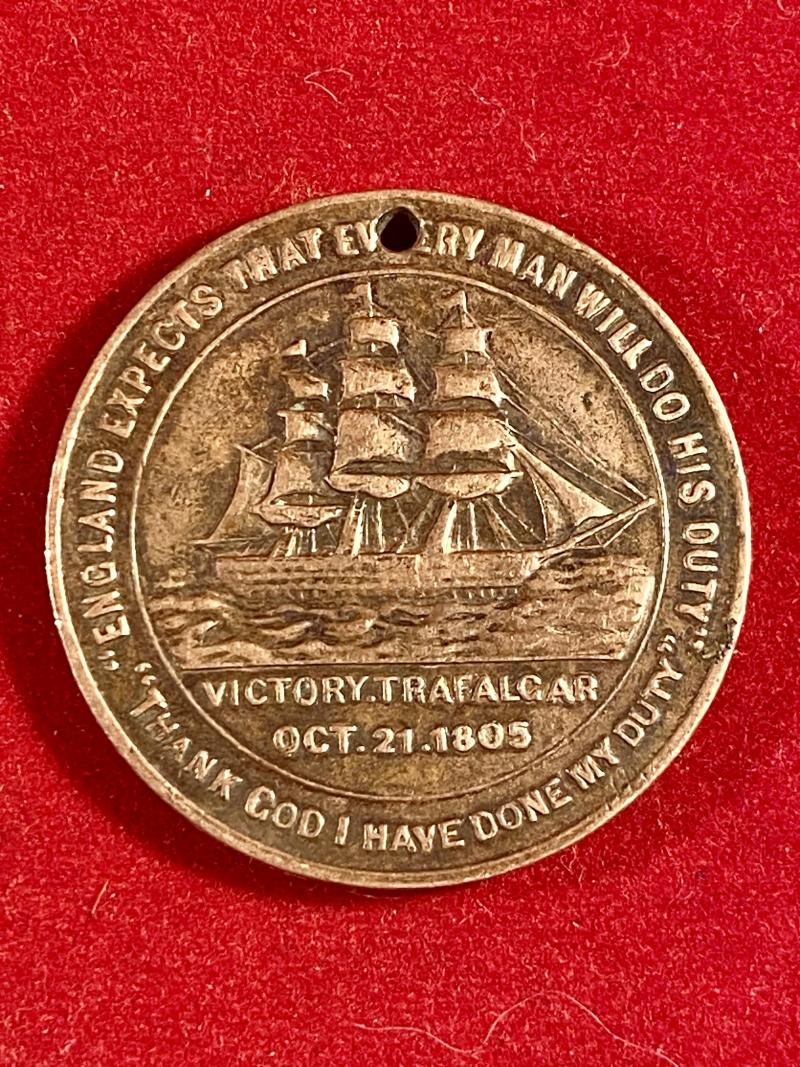 "ENGLAND EXPECTS THAT EVERY MAN WILL DO HIS DUTY"
VICTORY.TRAFALGAR
OCT.21.1805
"THANK GOD I HAVE DONE MY DUTY"